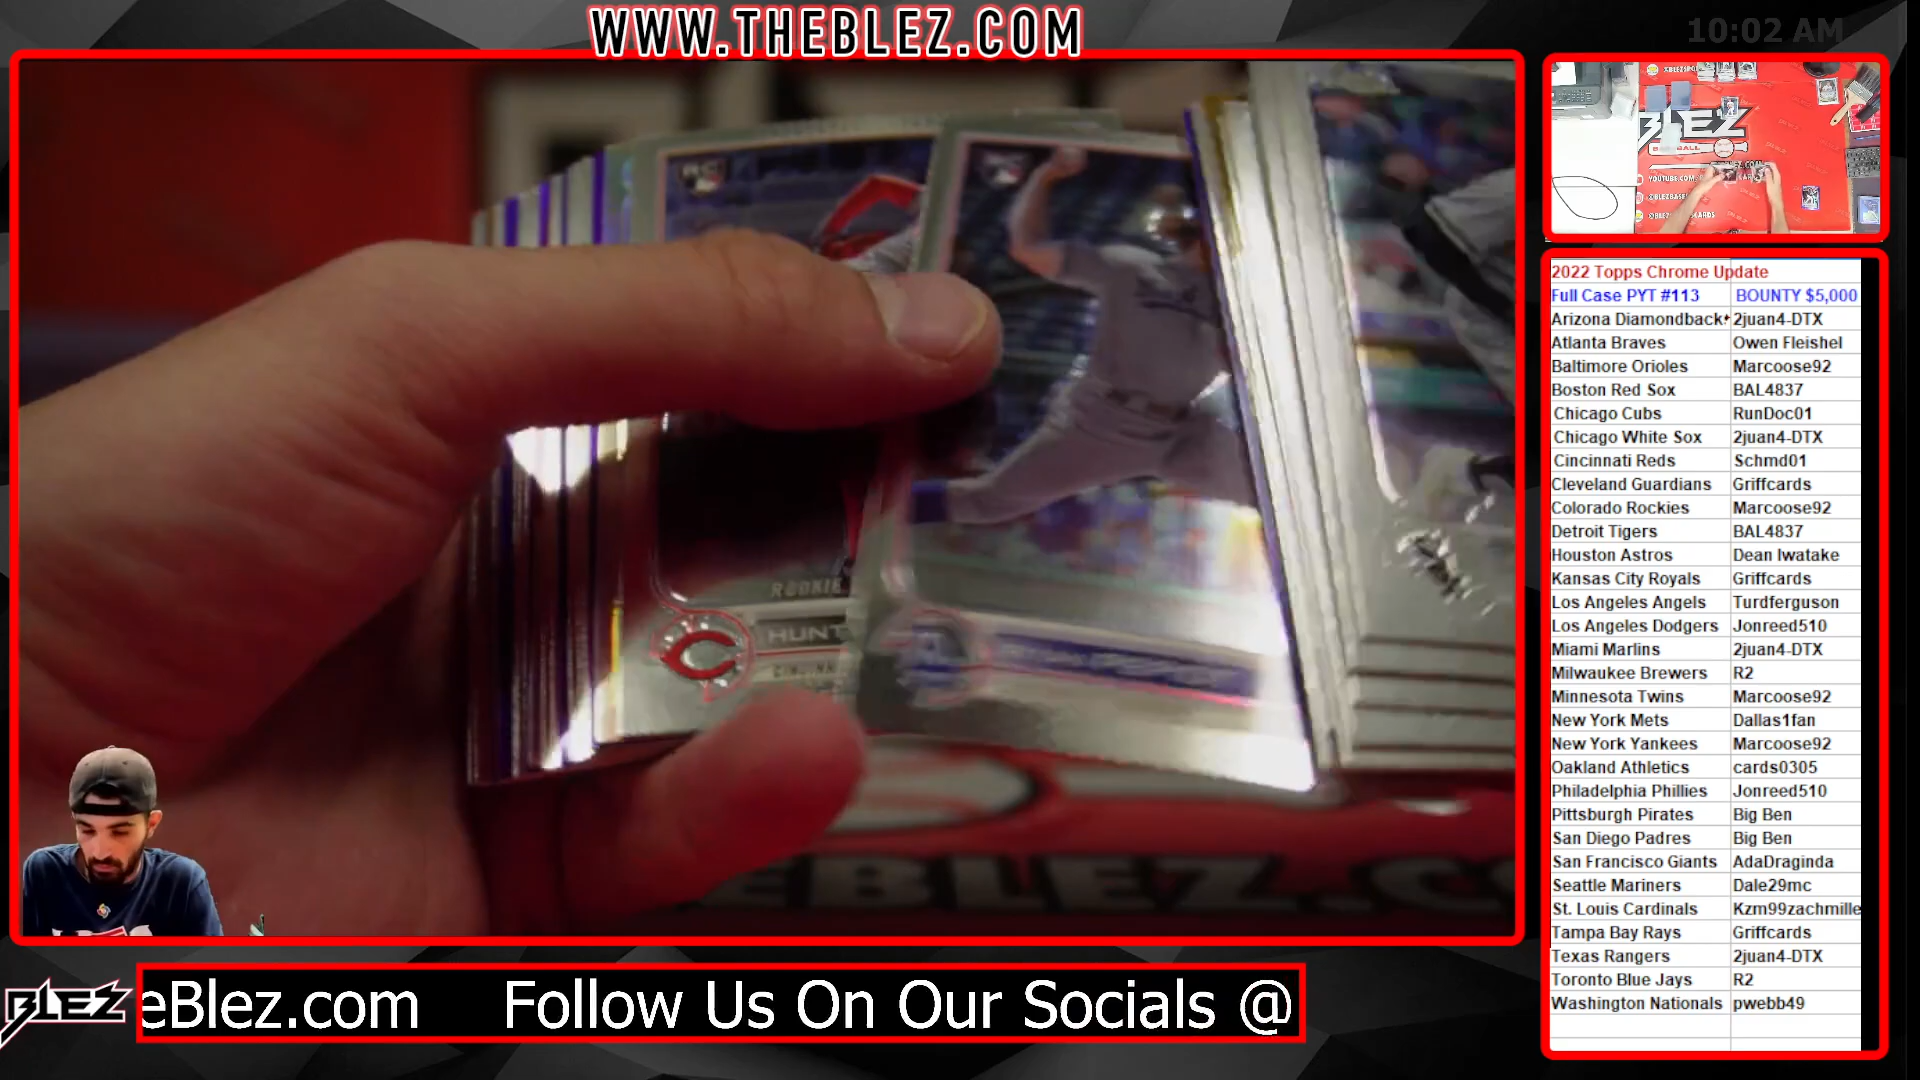 WWW.THEBLEZ.COM
10:02 AM
RC
ROOKIE
HUNT
EBLEZ.C
BLEZ
BASEBALL
YOUTUBE.COM
2022 Topps Chrome Update
Full Case PYT #113 BOUNTY $5,000
Arizona Diamondback 2juan4-DTX
Atlanta Braves Owen Fleishel
Baltimore Orioles Marcoose92
Boston Red Sox BAL4837
Chicago Cubs RunDoc01
Chicago White Sox 2juan4-DTX
Cincinnati Reds Schmd01
Cleveland Guardians Griffcards
Colorado Rockies Marcoose92
Detroit Tigers BAL4837
Houston Astros Dean Iwatake
Kansas City Royals Griffcards
Los Angeles Angels Turdferguson
Los Angeles Dodgers Jonreed510
Miami Marlins 2juan4-DTX
Milwaukee Brewers R2
Minnesota Twins Marcoose92
New York Mets Dallas1fan
New York Yankees Marcoose92
Oakland Athletics cards0305
Philadelphia Phillies Jonreed510
Pittsburgh Pirates Big Ben
San Diego Padres Big Ben
San Francisco Giants AdaDraginda
Seattle Mariners Dale29mc
St. Louis Cardinals Kzm99zachmille
Tampa Bay Rays Griffcards
Texas Rangers 2juan4-DTX
Toronto Blue Jays R2
Washington Nationals pwebb49
BLEZ
eBlez.com Follow Us On Our Socials @